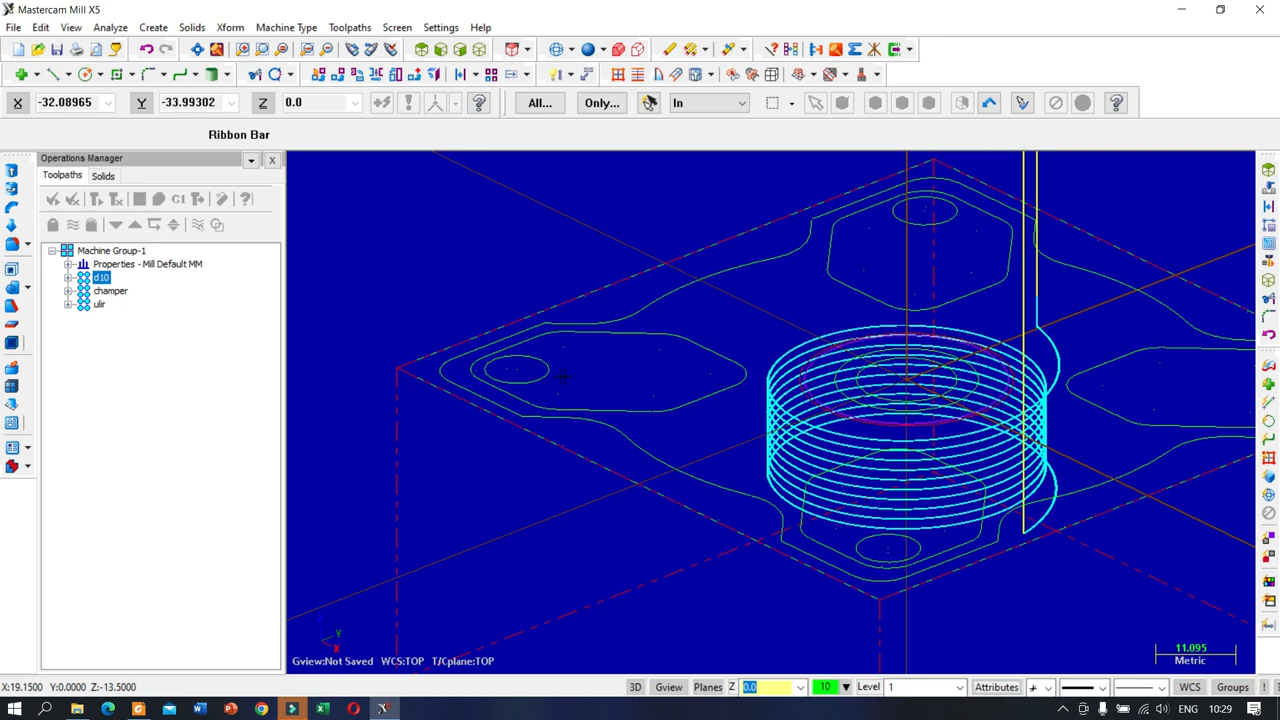 Mastercam Mill X5
File Edit View Analyze Create Solids Xform Machine Type Toolpaths Screen Settings Help
X -32.08965 Y -33.99302 Z 0.0 All... Only... In
Ribbon Bar
Operations Manager
Toolpaths Solids
G1
Machine Group-1
Properties - Mill Default MM
d10
champer
ulir
Y
X
Gview:Not Saved WCS:TOP T/Cplane:TOP
11.095
Metric
X:19.1500 Y:0.0000 Z:-13.5000 3D Gview Planes Z 0.0 10 Level 1 Attributes WCS Groups ! ?
ENG 10:29